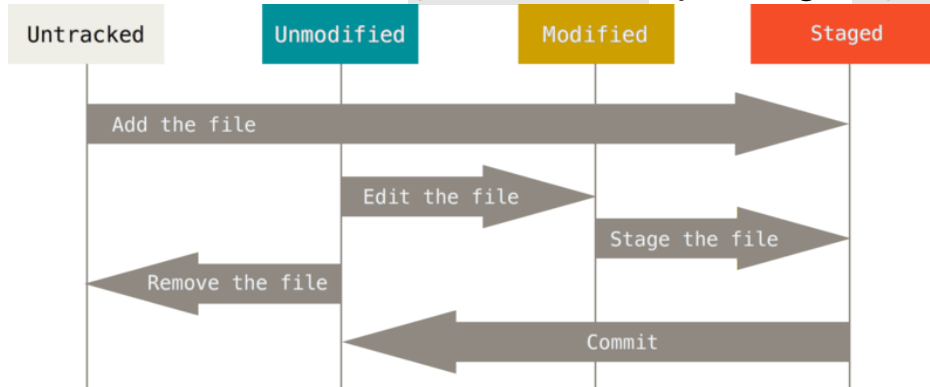 Untracked
Unmodified
Modified
Staged
Add the file
Edit the file
Stage the file
Remove the file
Commit